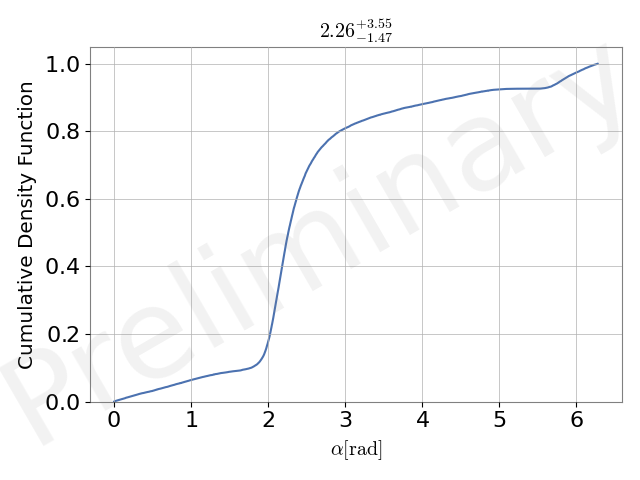 2.26^{+3.55}_{-1.47}
Cumulative Density Function
1.0
0.8
0.6
0.4
0.2
0.0
0 1 2 3 4 5 6
α[rad]
Preliminary